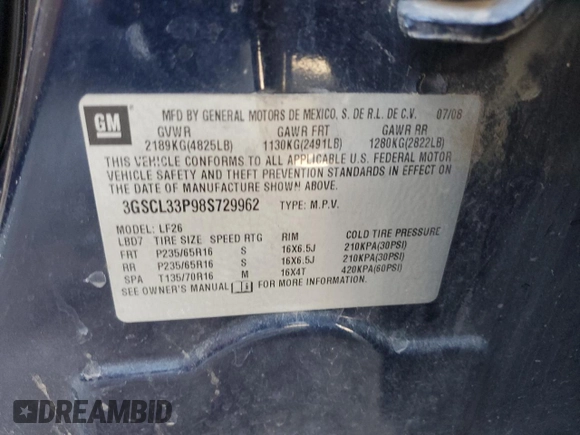 GM
MFD BY GENERAL MOTORS DE MEXICO, S. DE R.L. DE C.V. 07/08
GVWR GAWR FRT GAWR RR
2189KG(4825LB) 1130KG(2491LB) 1280KG(2822LB)
THIS VEHICLE CONFORMS TO ALL APPLICABLE U.S. FEDERAL MOTOR
VEHICLE SAFETY AND THEFT PREVENTION STANDARDS IN EFFECT ON
THE DATE OF MANUFACTURE SHOWN ABOVE.
3GSCL33P98S729962 TYPE: M.P.V.
MODEL: LF26
LBD7 TIRE SIZE SPEED RTG RIM COLD TIRE PRESSURE
FRT P235/65R16 S 16X6.5J 210KPA(30PSI)
RR P235/65R16 S 16X6.5J 210KPA(30PSI)
SPA T135/70R16 M 16X4T 420KPA(60PSI)
SEE OWNER'S MANUAL FOR MORE INFORMATION.
DREAMBID